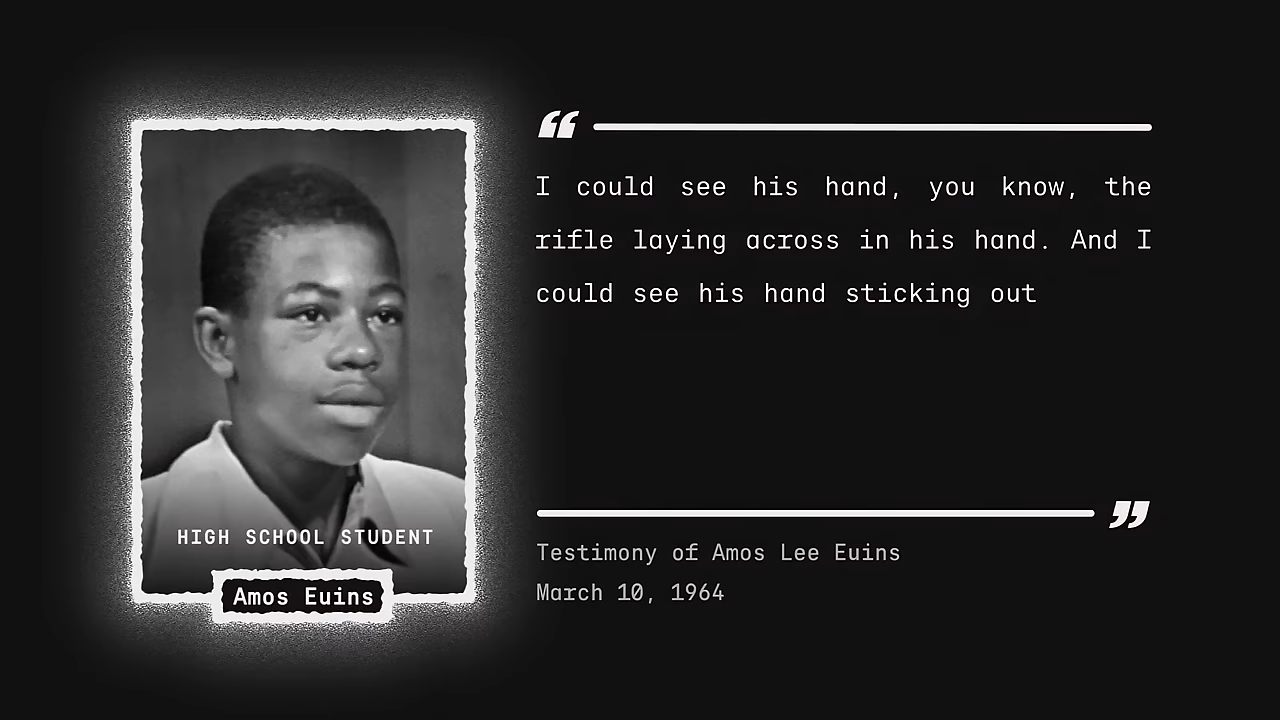 “
I could see his hand, you know, the
rifle laying across in his hand. And I
could see his hand sticking out
”
HIGH SCHOOL STUDENT
Amos Euins
Testimony of Amos Lee Euins
March 10, 1964